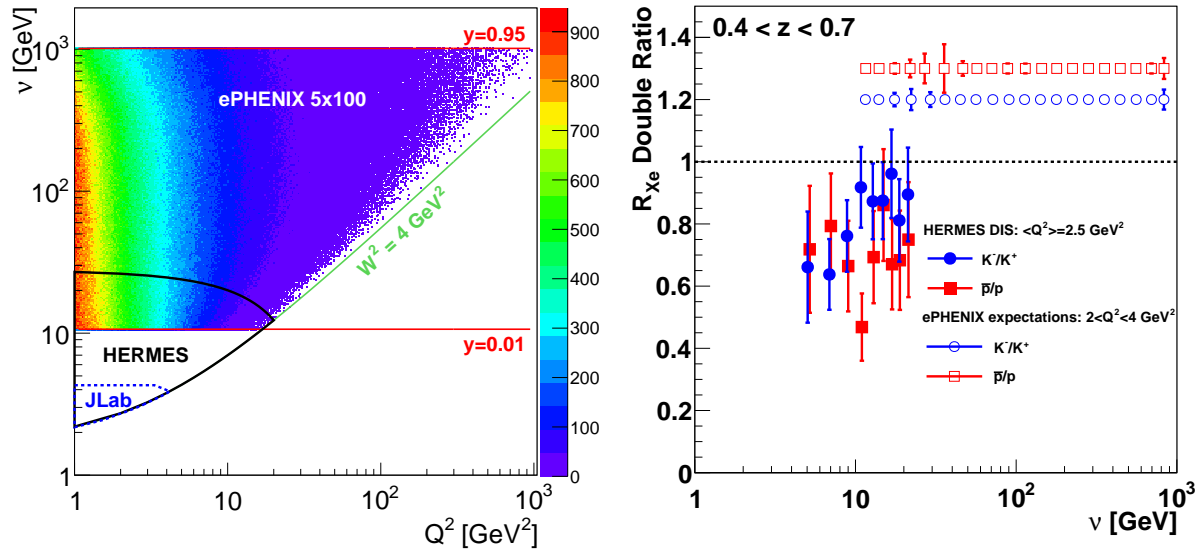 ν [GeV]
10³
10²
10
1
y=0.95
ePHENIX 5x100
W² = 4 GeV²
HERMES
y=0.01
JLab
1
10
10²
10³
Q² [GeV²]
900
800
700
600
500
400
300
200
100
0
R_Xe Double Ratio
1.4
1.2
1
0.8
0.6
0.4
0.2
0
0.4 < z < 0.7
HERMES DIS: <Q²>=2.5 GeV²
K⁻/K⁺
p̅/p
ePHENIX expectations: 2<Q²<4 GeV²
K⁻/K⁺
p̅/p
1
10
10²
10³
ν [GeV]